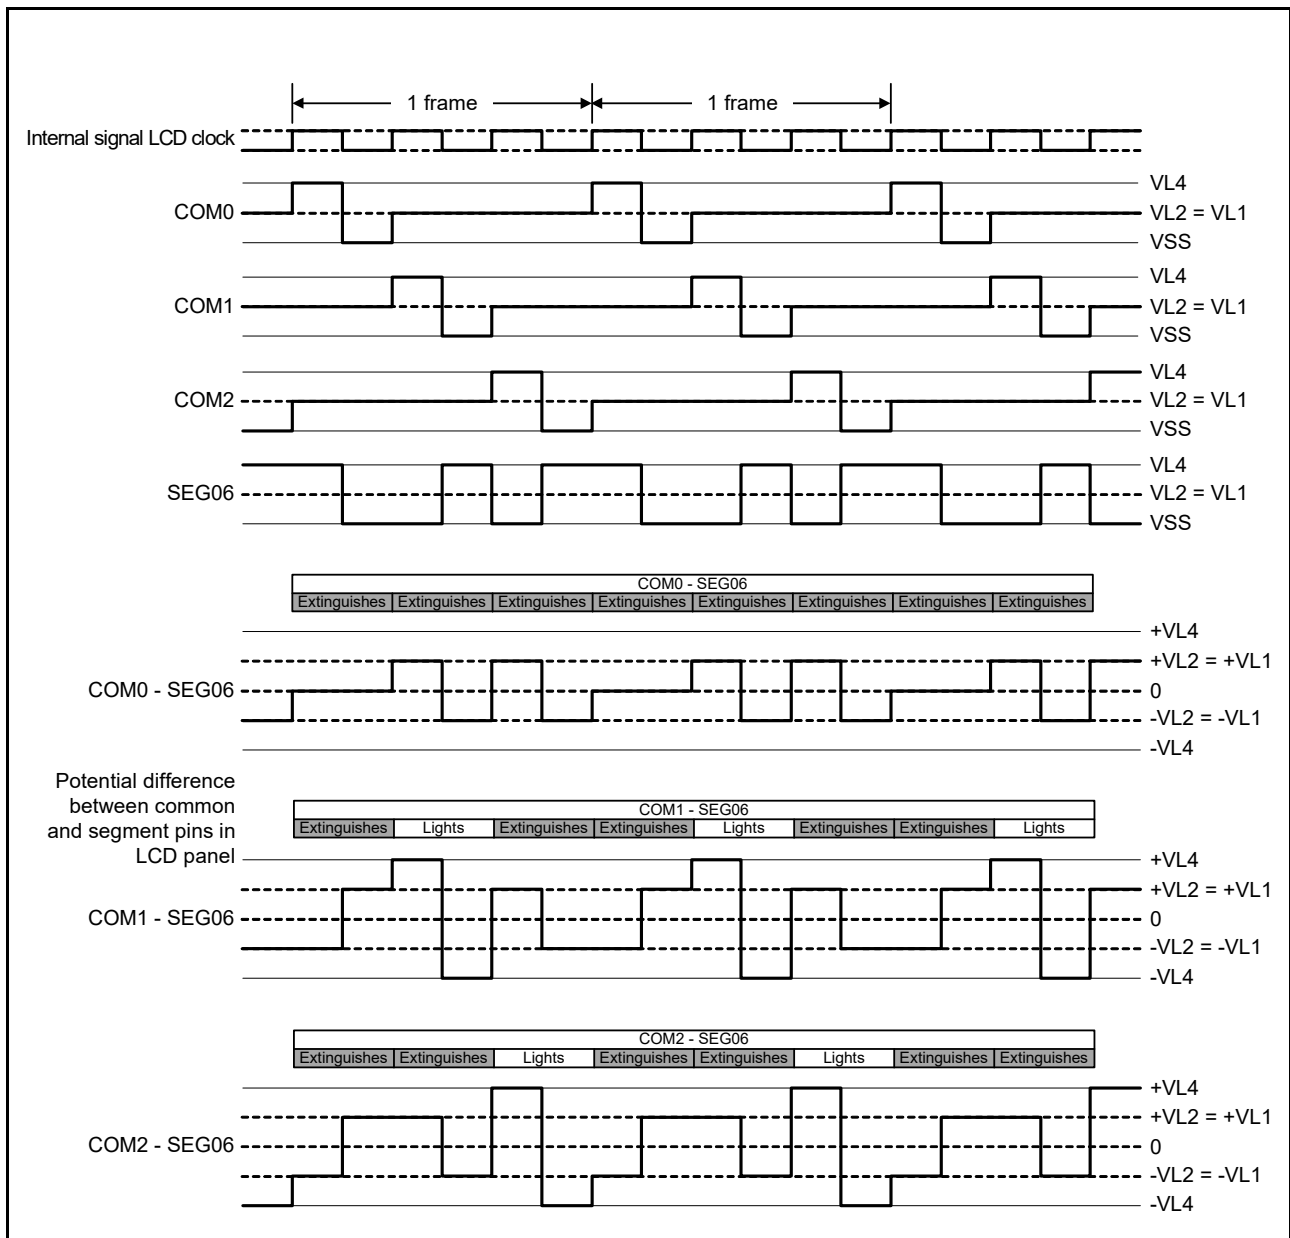 1 frame 1 frame
Internal signal LCD clock
VL4
COM0 VL2 = VL1
VSS
VL4
COM1 VL2 = VL1
VSS
VL4
COM2 VL2 = VL1
VSS
VL4
SEG06 VL2 = VL1
VSS
COM0 - SEG06
Extinguishes Extinguishes Extinguishes Extinguishes Extinguishes Extinguishes Extinguishes Extinguishes
+VL4
+VL2 = +VL1
COM0 - SEG06 0
-VL2 = -VL1
-VL4
Potential difference
between common
and segment pins in
LCD panel
COM1 - SEG06
Extinguishes Lights Extinguishes Extinguishes Lights Extinguishes Extinguishes Lights
+VL4
+VL2 = +VL1
COM1 - SEG06 0
-VL2 = -VL1
-VL4
COM2 - SEG06
Extinguishes Extinguishes Lights Extinguishes Extinguishes Lights Extinguishes Extinguishes
+VL4
+VL2 = +VL1
COM2 - SEG06 0
-VL2 = -VL1
-VL4